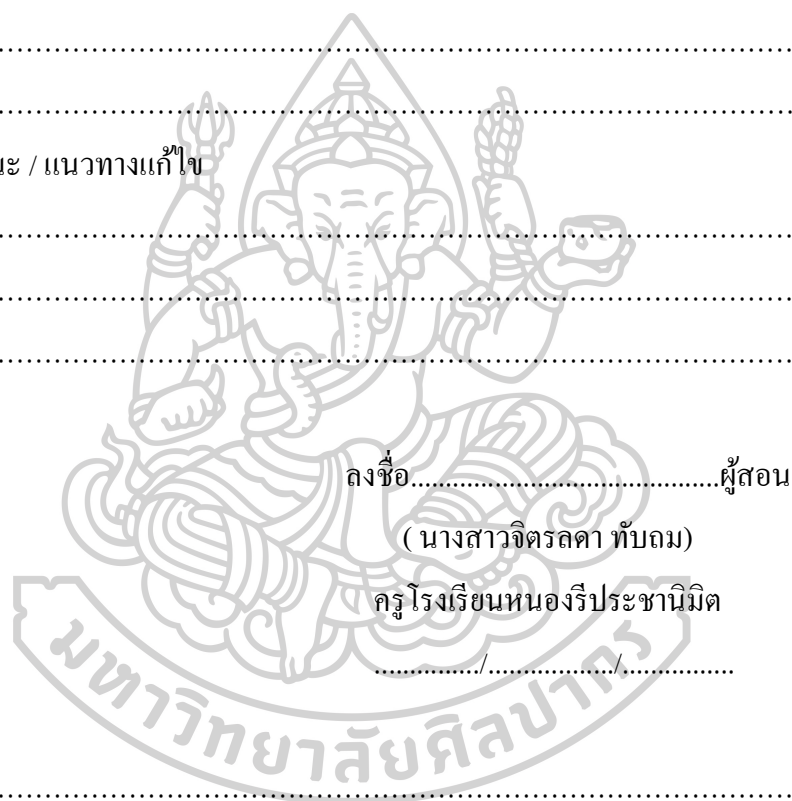 ……………………………………………………………………………………
……………………………………………………………………………………
นะ / แนวทางแก้ไข
……………………………………………………………………………………
……………………………………………………………………………………
……………………………………………………………………………………
ลงชื่อ..........................................ผู้สอน
( นางสาวจิตรลดา ทับถม)
ครูโรงเรียนหนองรีประชานิมิต
.............../................../................
มหาวิทยาลัยศิลปากร
……………………………………………………………………………………